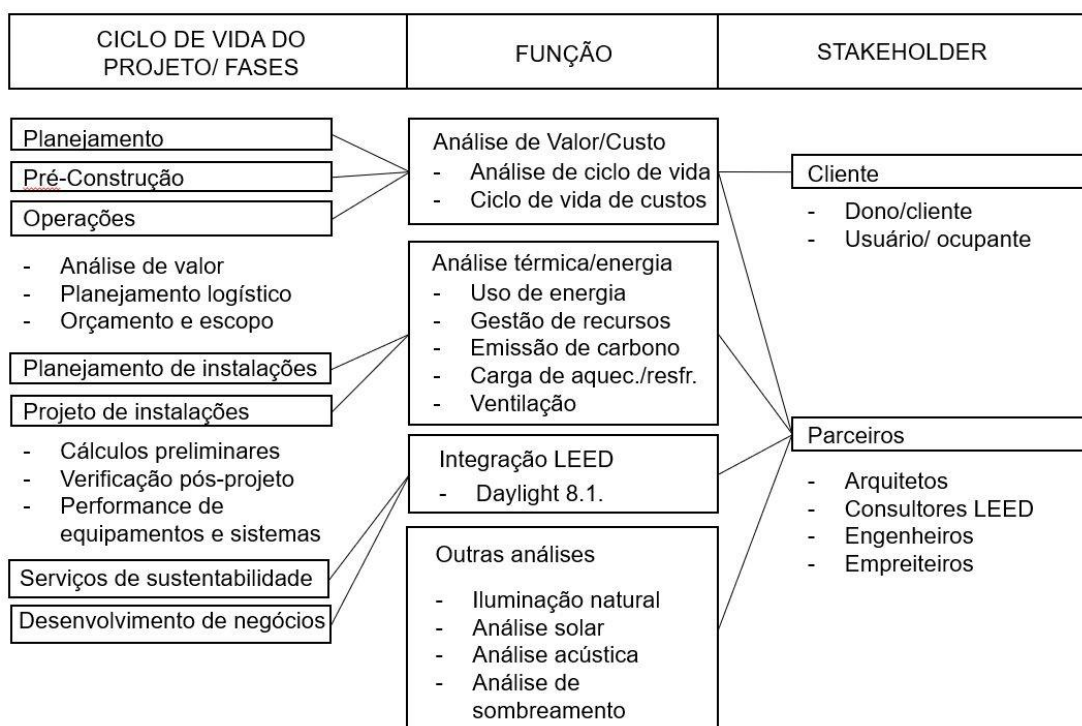 CICLO DE VIDA DO
PROJETO/ FASES
FUNÇÃO
STAKEHOLDER
Planejamento
Pré-Construção
Operações
- Análise de valor
- Planejamento logístico
- Orçamento e escopo
Planejamento de instalações
Projeto de instalações
- Cálculos preliminares
- Verificação pós-projeto
- Performance de
equipamentos e sistemas
Serviços de sustentabilidade
Desenvolvimento de negócios
Análise de Valor/Custo
- Análise de ciclo de vida
- Ciclo de vida de custos
Análise térmica/energia
- Uso de energia
- Gestão de recursos
- Emissão de carbono
- Carga de aquec./resfr.
- Ventilação
Integração LEED
- Daylight 8.1.
Outras análises
- Iluminação natural
- Análise solar
- Análise acústica
- Análise de
sombreamento
Cliente
- Dono/cliente
- Usuário/ ocupante
Parceiros
- Arquitetos
- Consultores LEED
- Engenheiros
- Empreiteiros